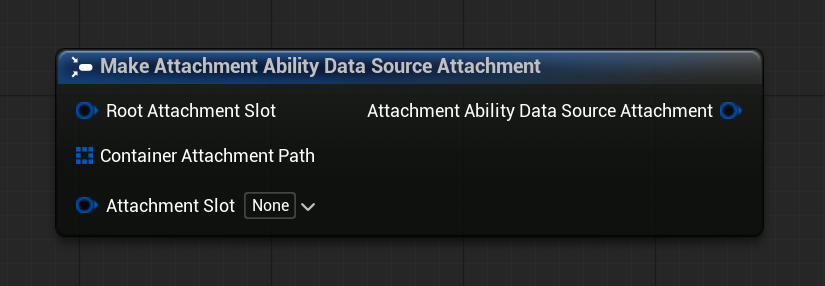 Make Attachment Ability Data Source Attachment
Root Attachment Slot
Attachment Ability Data Source Attachment
Container Attachment Path
Attachment Slot None